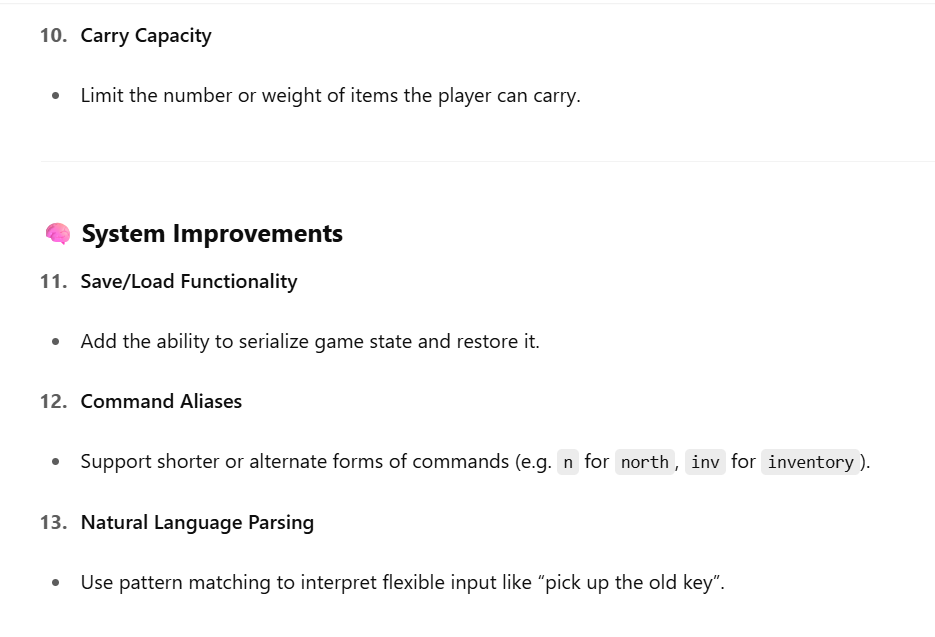 10. Carry Capacity
• Limit the number or weight of items the player can carry.
🧠 System Improvements
11. Save/Load Functionality
• Add the ability to serialize game state and restore it.
12. Command Aliases
• Support shorter or alternate forms of commands (e.g. n for north, inv for inventory).
13. Natural Language Parsing
• Use pattern matching to interpret flexible input like “pick up the old key”.